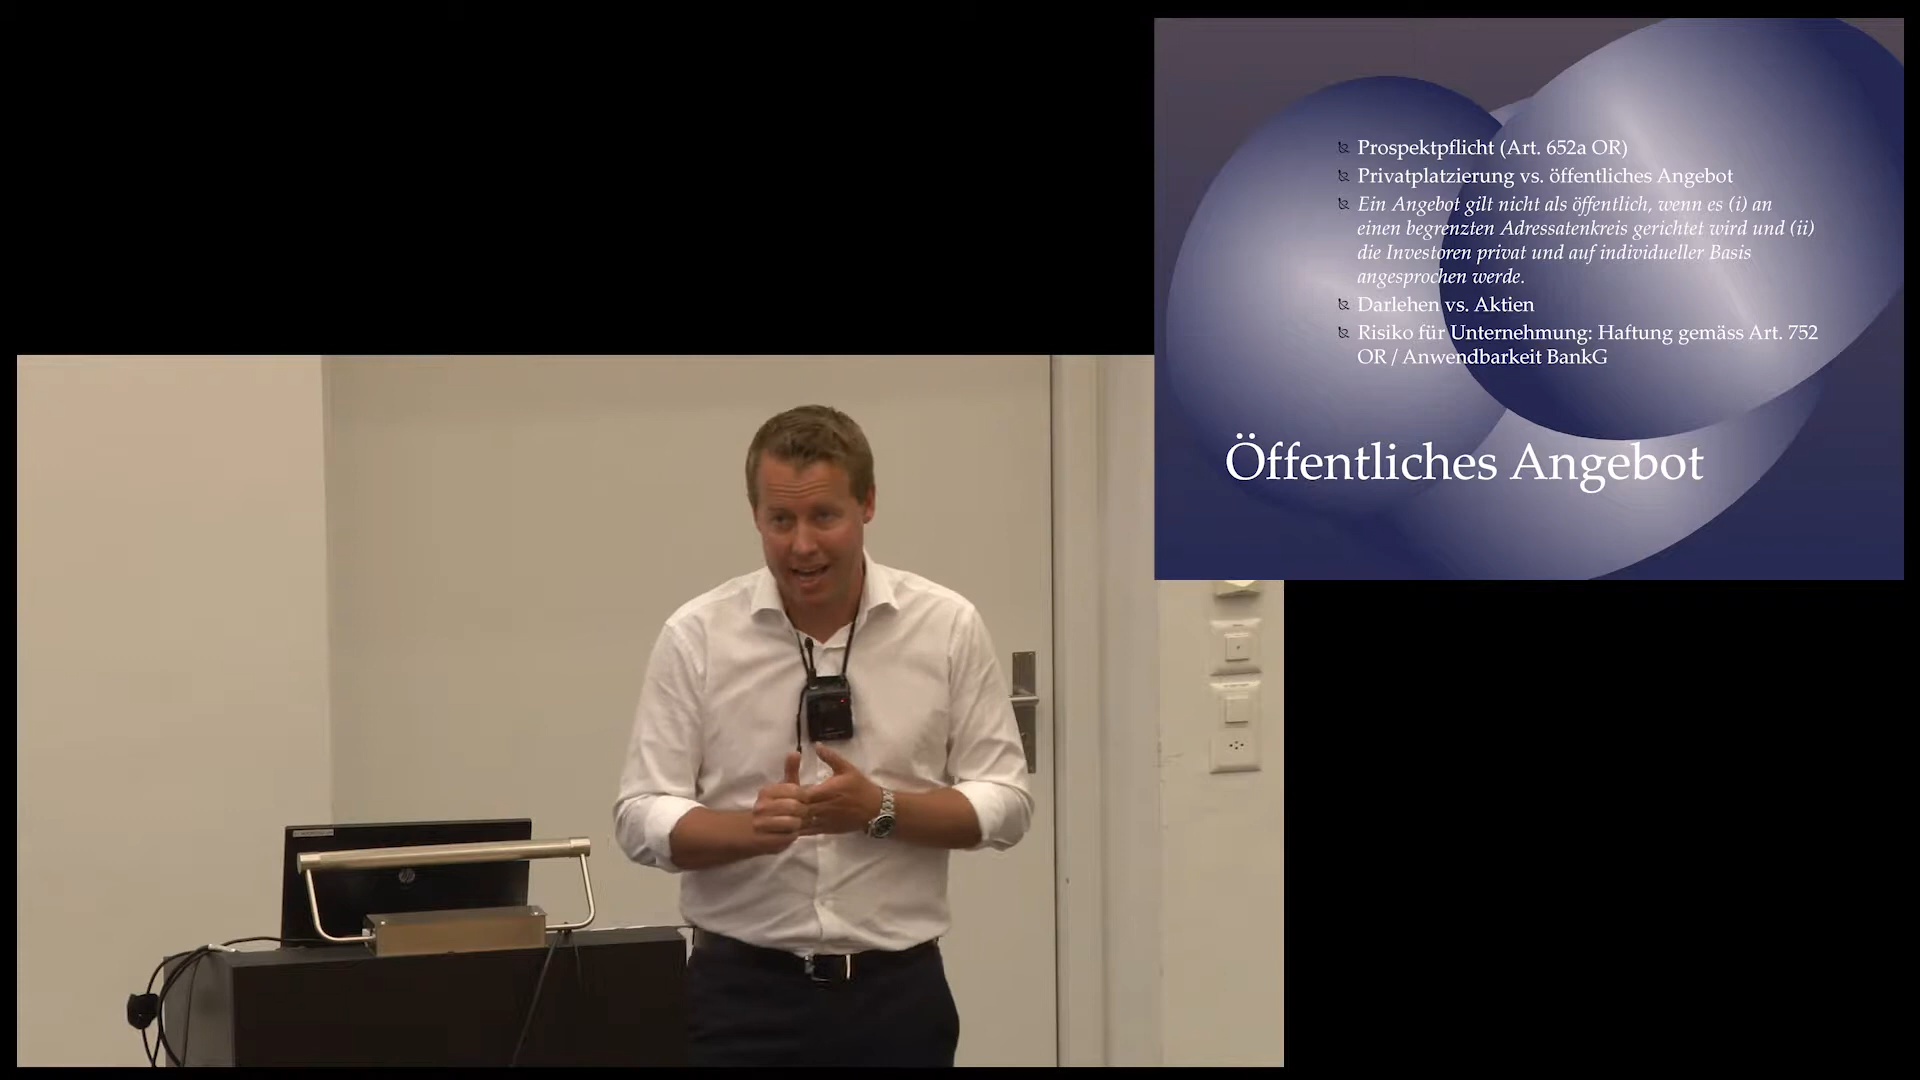 Prospektpflicht (Art. 652a OR)
Privatplatzierung vs. öffentliches Angebot
Ein Angebot gilt nicht als öffentlich, wenn es (i) an
einen begrenzten Adressatenkreis gerichtet wird und (ii)
die Investoren privat und auf individueller Basis
angesprochen werde.
Darlehen vs. Aktien
Risiko für Unternehmung: Haftung gemäss Art. 752
OR / Anwendbarkeit BankG
Öffentliches Angebot
hp